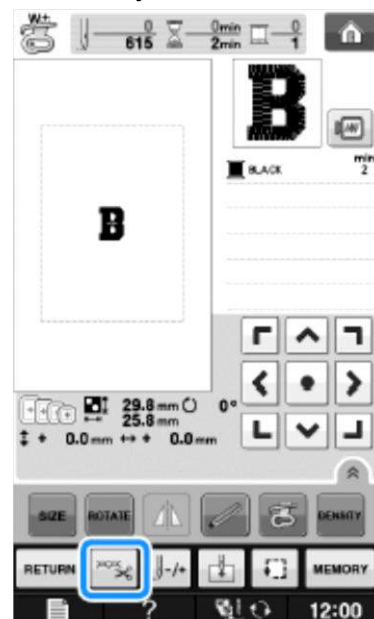 W+
0 0min 0
615 2min 1
B
min
BLACK 2
B
29.8 mm 0°
25.8 mm
+ 0.0 mm + 0.0 mm
SIZE ROTATE DENSITY
RETURN -/+ MEMORY
? 12:00